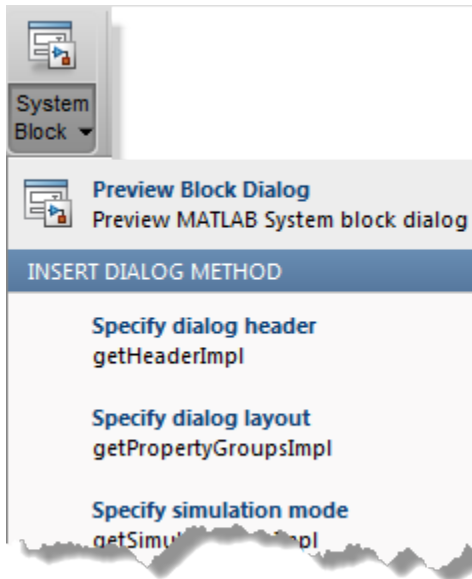 System
Block
Preview Block Dialog
Preview MATLAB System block dialog
INSERT DIALOG METHOD
Specify dialog header
getHeaderImpl
Specify dialog layout
getPropertyGroupsImpl
Specify simulation mode